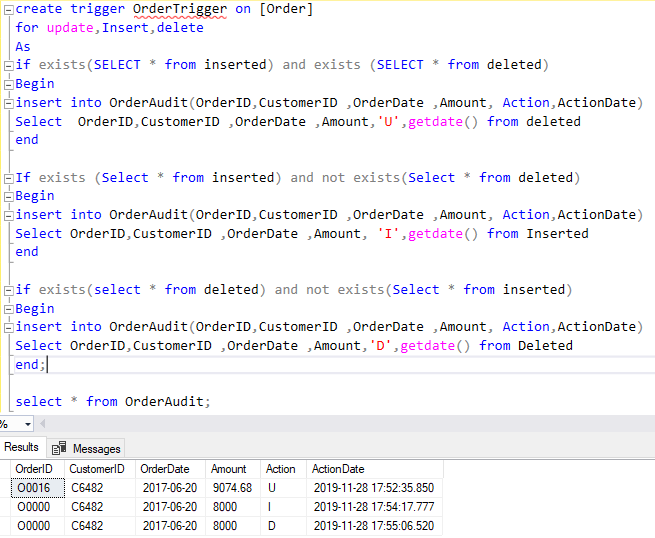 create trigger OrderTrigger on [Order]
for update,Insert,delete
As
if exists(SELECT * from inserted) and exists (SELECT * from deleted)
Begin
insert into OrderAudit(OrderID,CustomerID ,OrderDate ,Amount, Action,ActionDate)
Select  OrderID,CustomerID ,OrderDate ,Amount,'U',getdate() from deleted
end
If exists (Select * from inserted) and not exists(Select * from deleted)
Begin
insert into OrderAudit(OrderID,CustomerID ,OrderDate ,Amount, Action,ActionDate)
Select OrderID,CustomerID ,OrderDate ,Amount, 'I',getdate() from Inserted
end
if exists(select * from deleted) and not exists(Select * from inserted)
Begin
insert into OrderAudit(OrderID,CustomerID ,OrderDate ,Amount, Action,ActionDate)
Select OrderID,CustomerID ,OrderDate ,Amount,'D',getdate() from Deleted
end;
select * from OrderAudit;
%
Results Messages
OrderID CustomerID OrderDate Amount Action ActionDate
O0016 C6482 2017-06-20 9074.68 U 2019-11-28 17:52:35.850
O0000 C6482 2017-06-20 8000 I 2019-11-28 17:54:17.777
O0000 C6482 2017-06-20 8000 D 2019-11-28 17:55:06.520